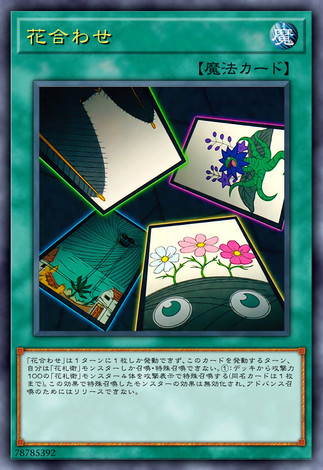 花合わせ
魔
【魔法カード】
「花合わせ」は1ターンに1枚しか発動できず、このカードを発動するターン、
自分は「花札衛」モンスターしか召喚・特殊召喚できない。①:デッキから攻撃力
100の「花札衛」モンスター4体を攻撃表示で特殊召喚する(同名カードは1枚
まで)。この効果で特殊召喚したモンスターの効果は無効化され、アドバンス召
喚のためにはリリースできない。
78785392